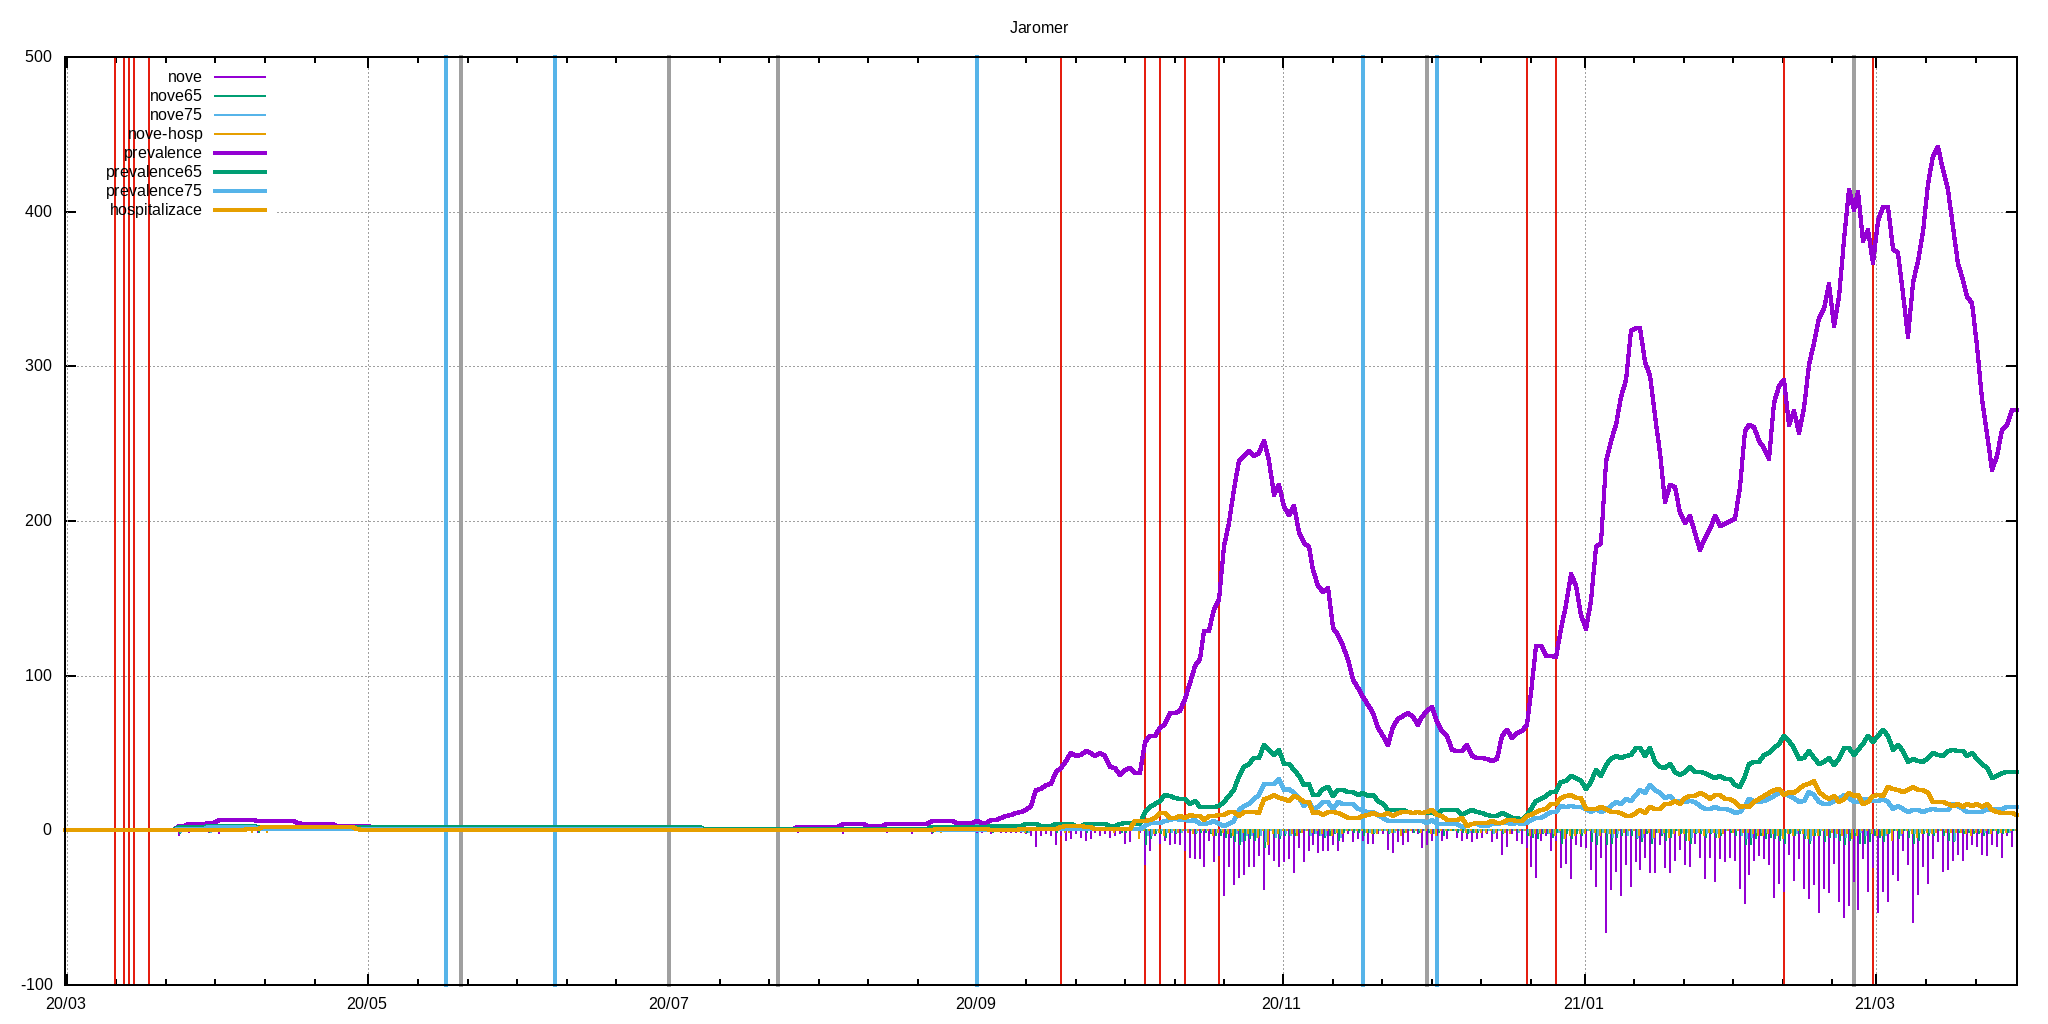 Jaromer
500
400
300
200
100
0
-100
nove
nove65
nove75
nove-hosp
prevalence
prevalence65
prevalence75
hospitalizace
20/03
20/05
20/07
20/09
20/11
21/01
21/03